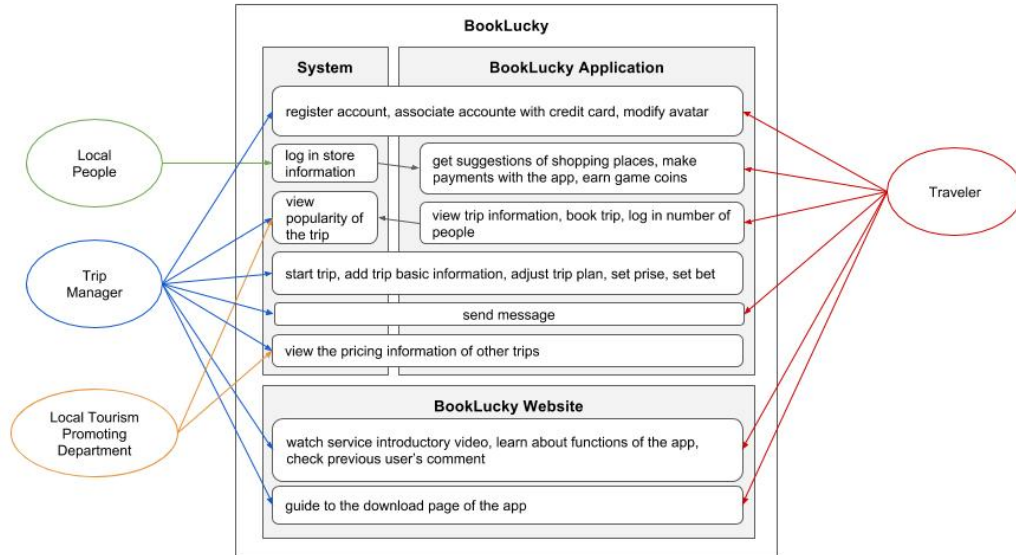 BookLucky
System
BookLucky Application
register account, associate accounte with credit card, modify avatar
Local
People
log in store
information
get suggestions of shopping places, make
payments with the app, earn game coins
Traveler
view
popularity of
the trip
view trip information, book trip, log in number of
people
Trip
Manager
start trip, add trip basic information, adjust trip plan, set prise, set bet
send message
view the pricing information of other trips
Local Tourism
Promoting
Department
BookLucky Website
watch service introductory video, learn about functions of the app,
check previous user's comment
guide to the download page of the app